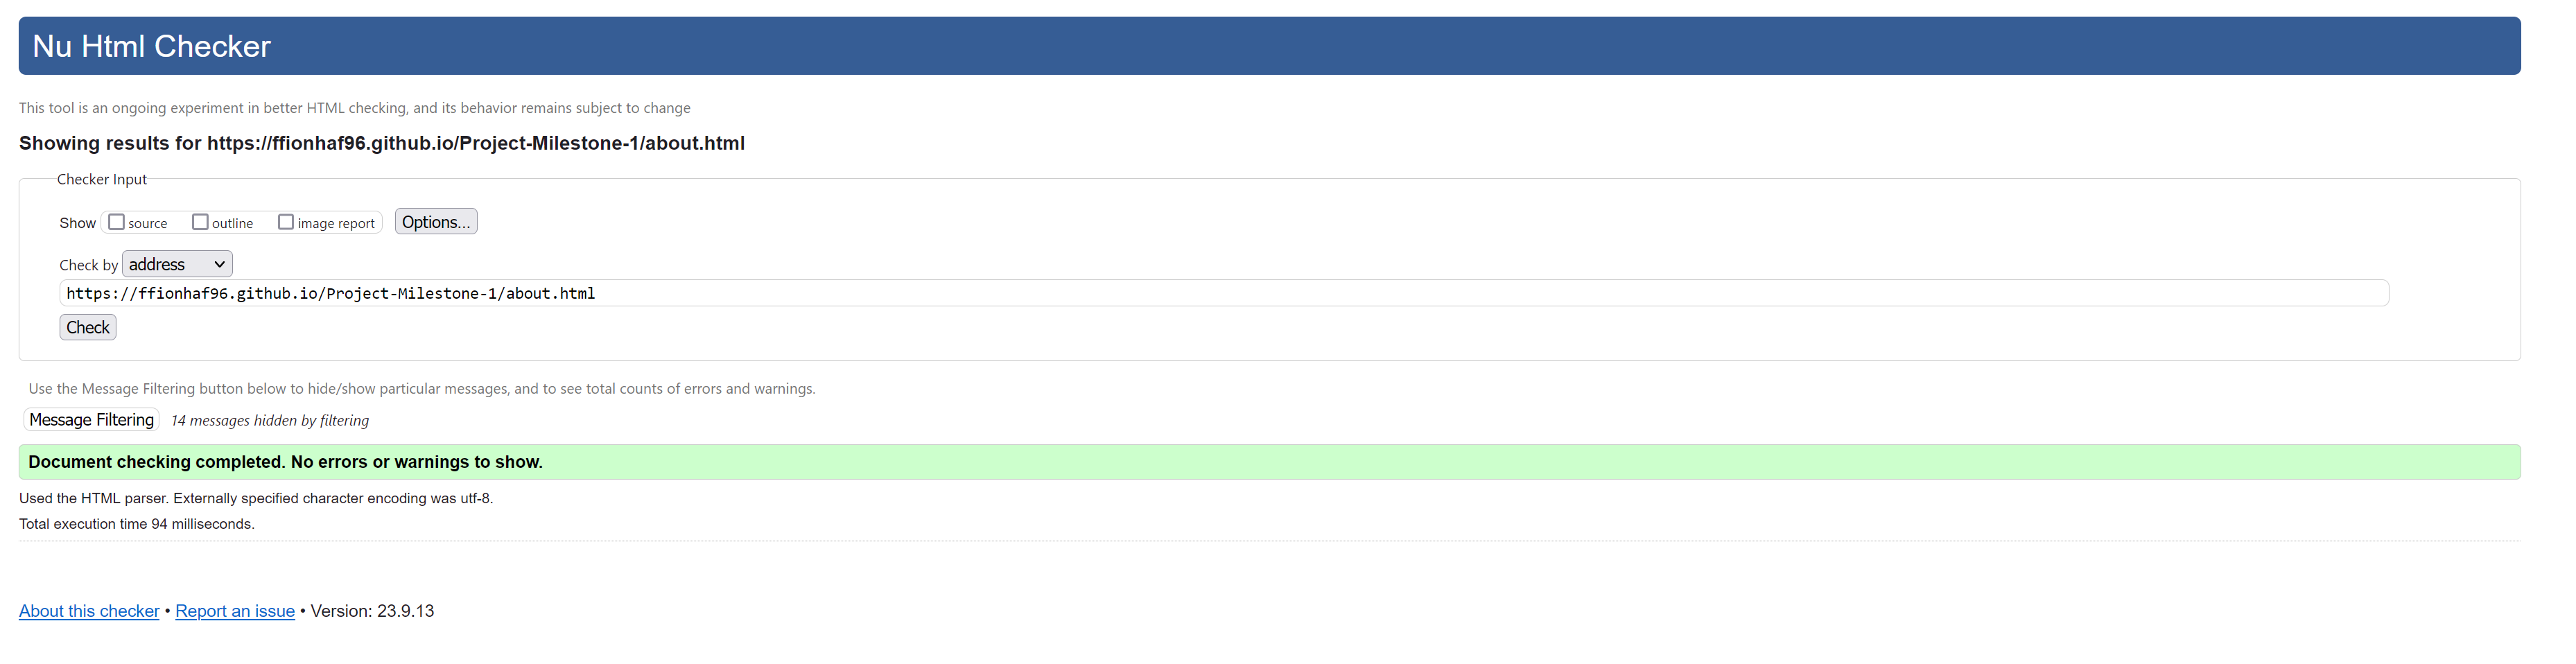 Nu Html Checker
This tool is an ongoing experiment in better HTML checking, and its behavior remains subject to change
Showing results for https://ffionhaf96.github.io/Project-Milestone-1/about.html
Checker Input
Show source outline image report Options...
Check by address
https://ffionhaf96.github.io/Project-Milestone-1/about.html
Check
Use the Message Filtering button below to hide/show particular messages, and to see total counts of errors and warnings.
Message Filtering 14 messages hidden by filtering
Document checking completed. No errors or warnings to show.
Used the HTML parser. Externally specified character encoding was utf-8.
Total execution time 94 milliseconds.
About this checker • Report an issue • Version: 23.9.13